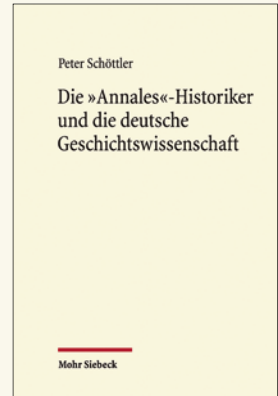 Peter Schöttler
Die »Annales«-Historiker
und die deutsche
Geschichtswissenschaft
Mohr Siebeck